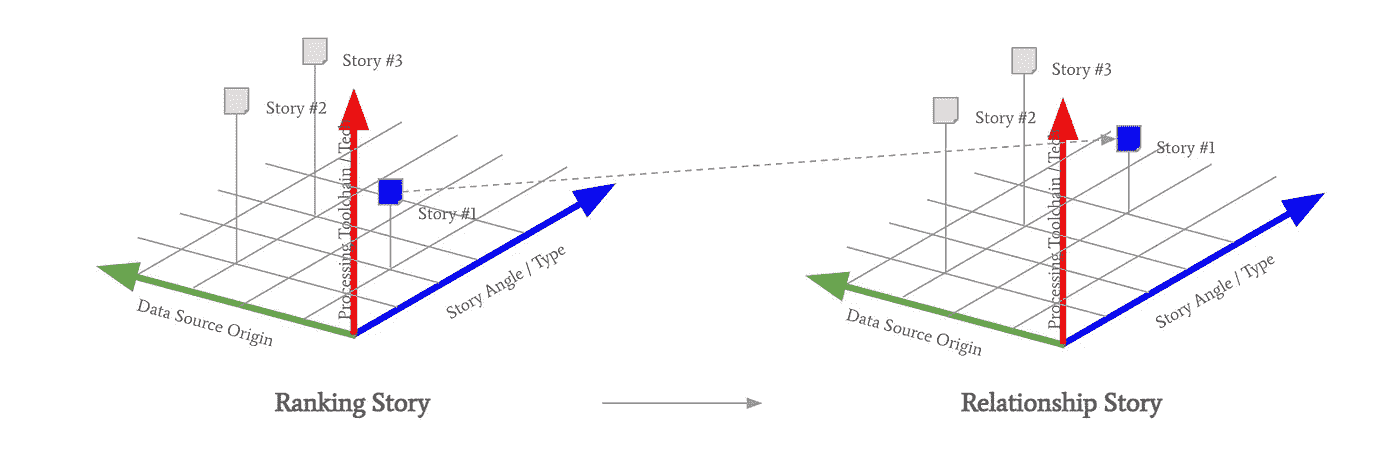 Story #3
Story #2
Story #1
Processing Toolchain / Tech
Story Angle / Type
Data Source Origin
Ranking Story
Story #3
Story #2
Story #1
Processing Toolchain / Tech
Story Angle / Type
Data Source Origin
Relationship Story